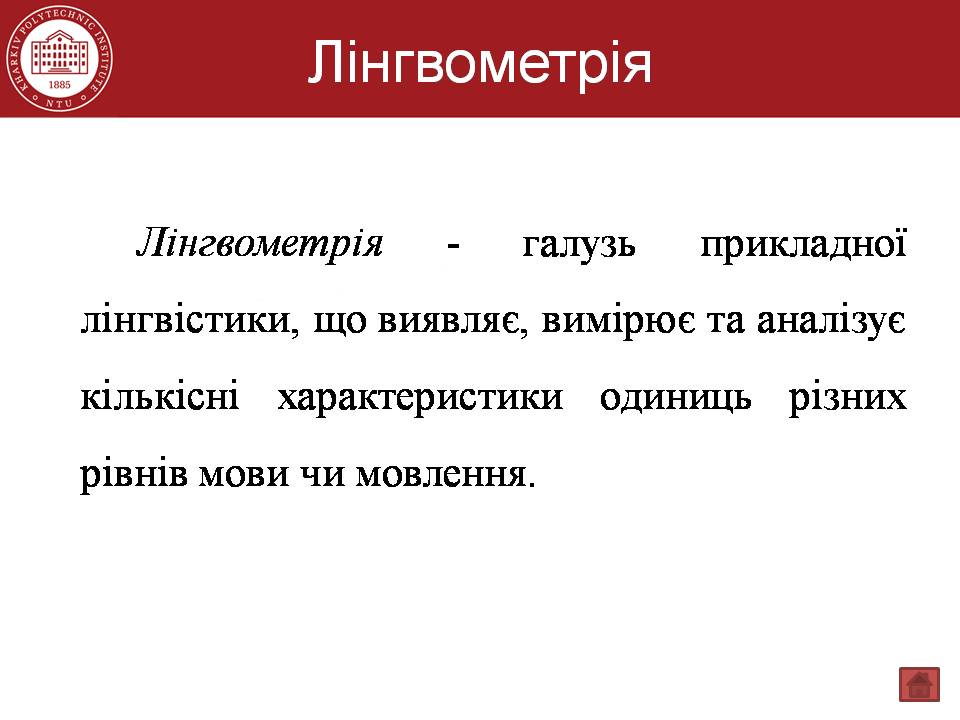 KHARKIV POLYTECHNIC INSTITUTE
1885
NTU
Лінгвометрія
Лінгвометрія - галузь прикладної
лінгвістики, що виявляє, вимірює та аналізує
кількісні характеристики одиниць різних
рівнів мови чи мовлення.